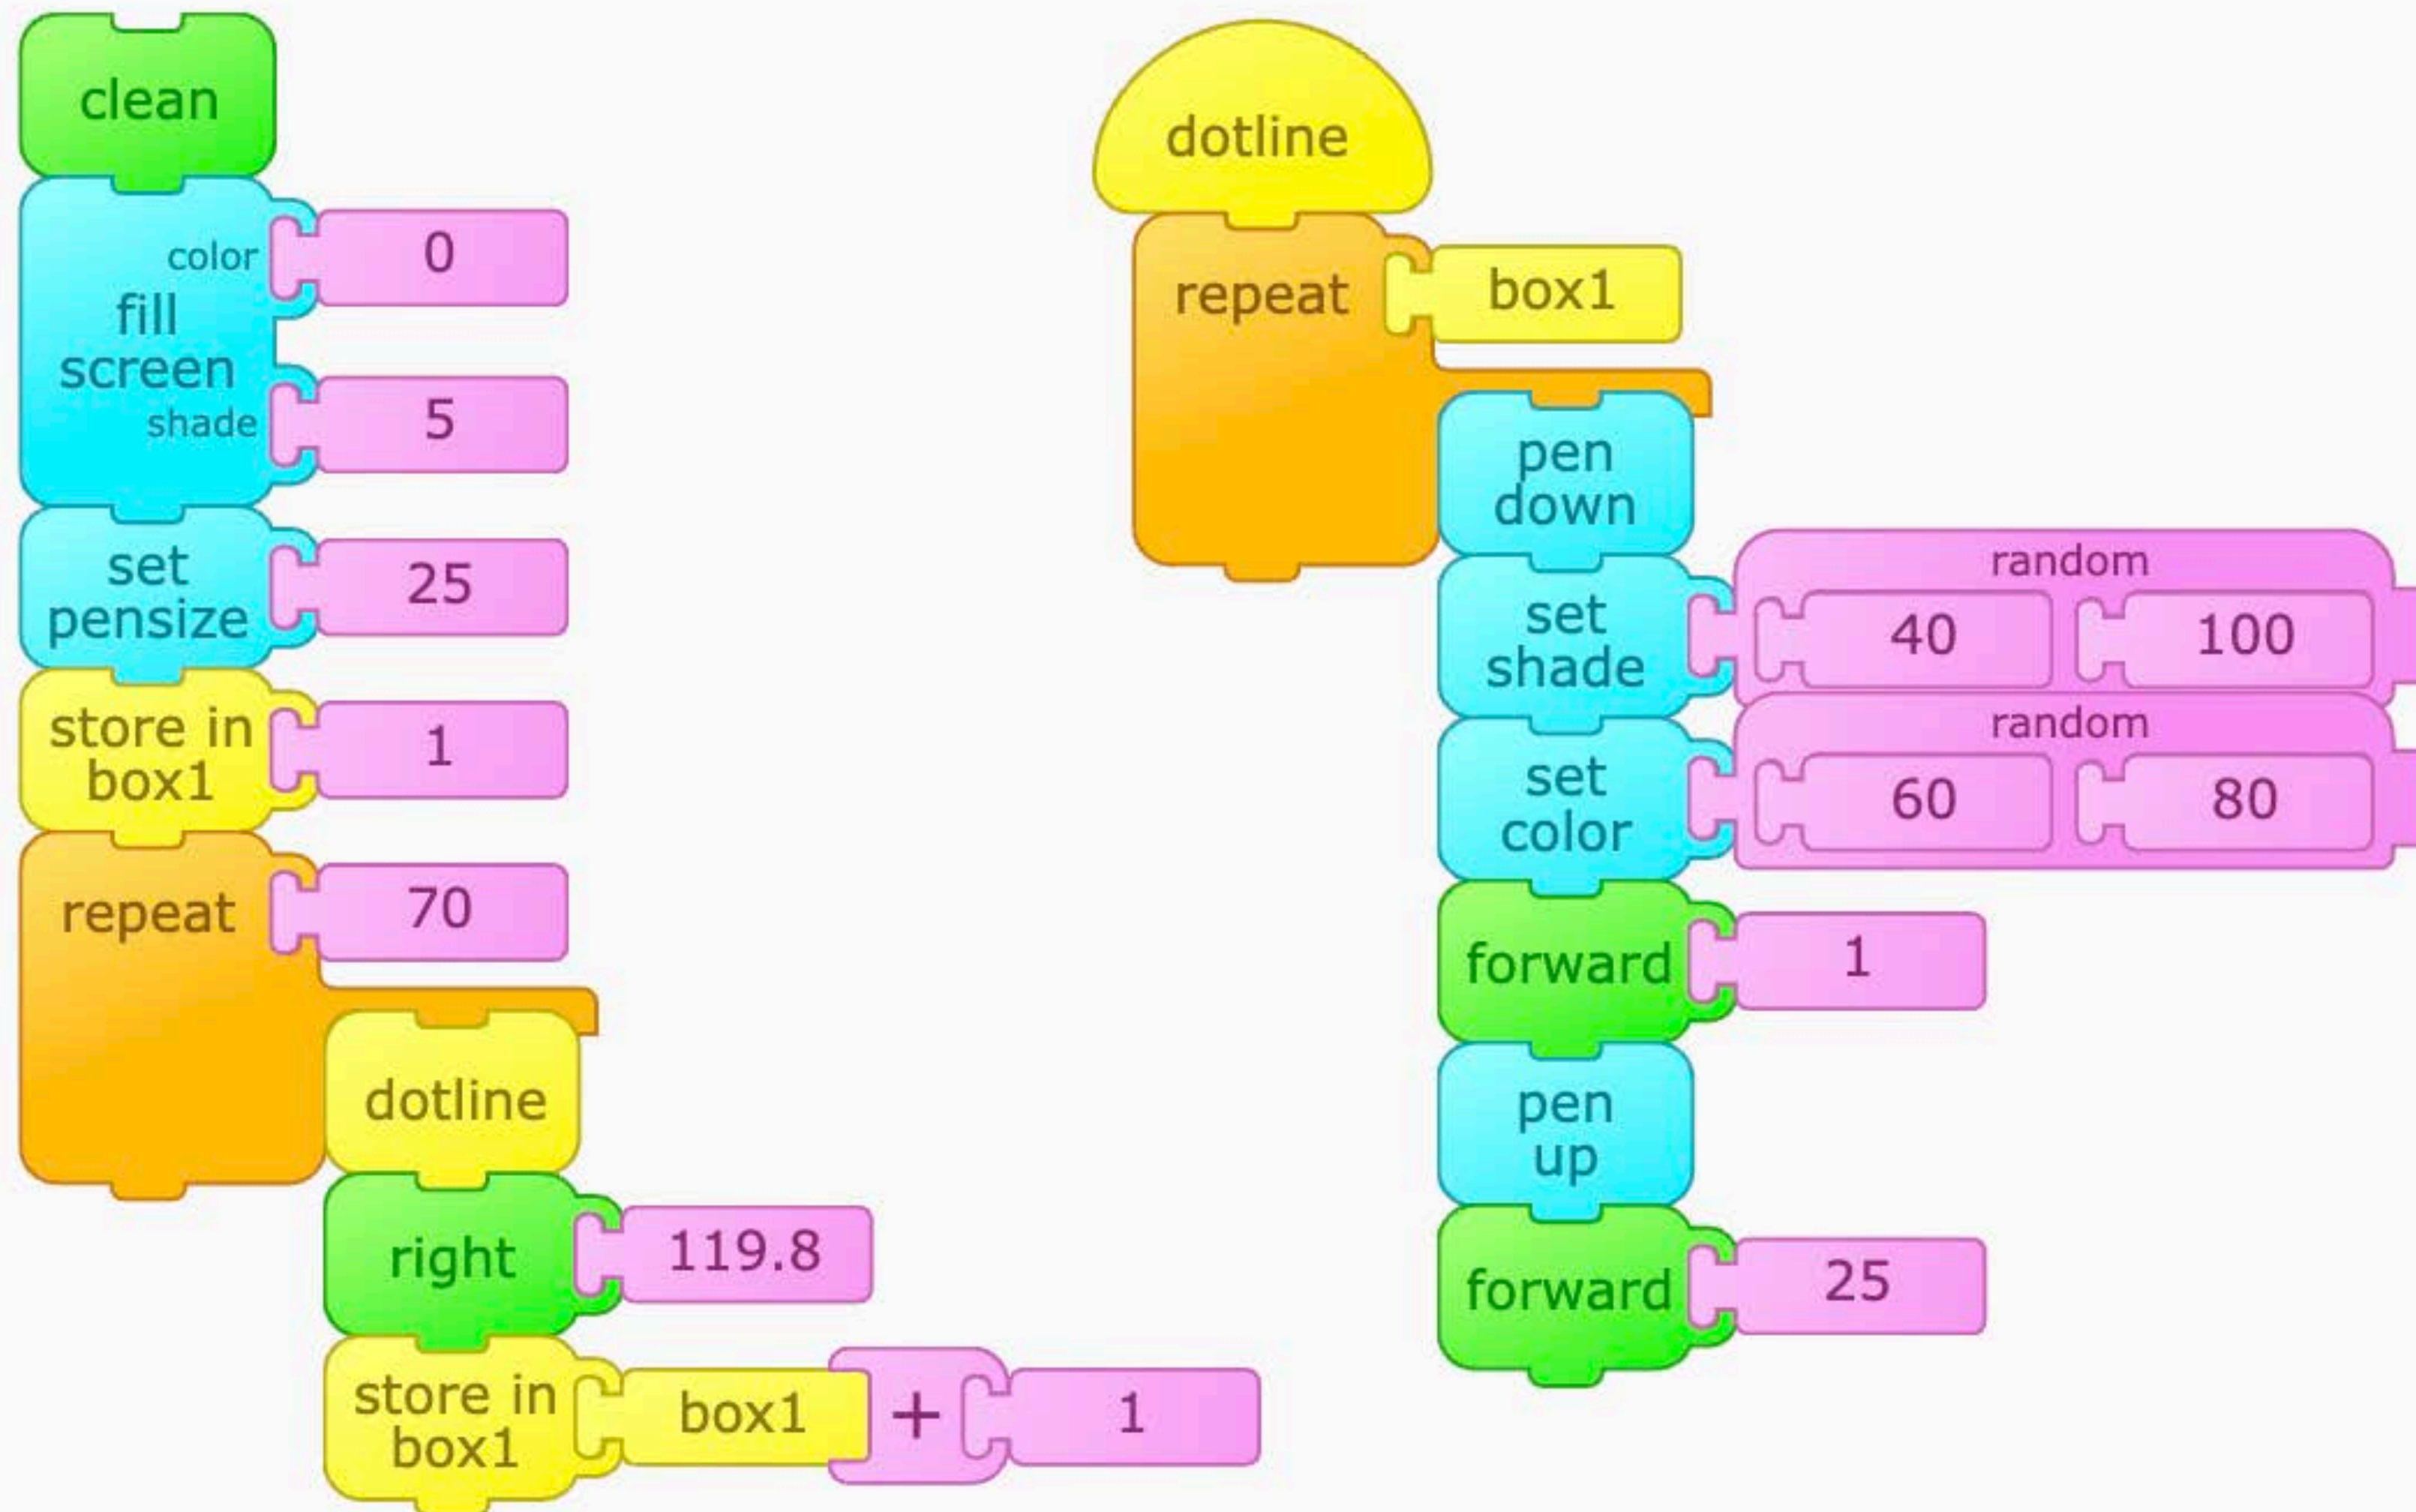 clean
color
0
fill
screen
shade
5
set
pensize
25
store in
box1
1
repeat
70
dotline
right
119.8
store in
box1
box1
+
1
dotline
repeat
box1
pen
down
set
shade
random
40
100
set
color
random
60
80
forward
1
pen
up
forward
25